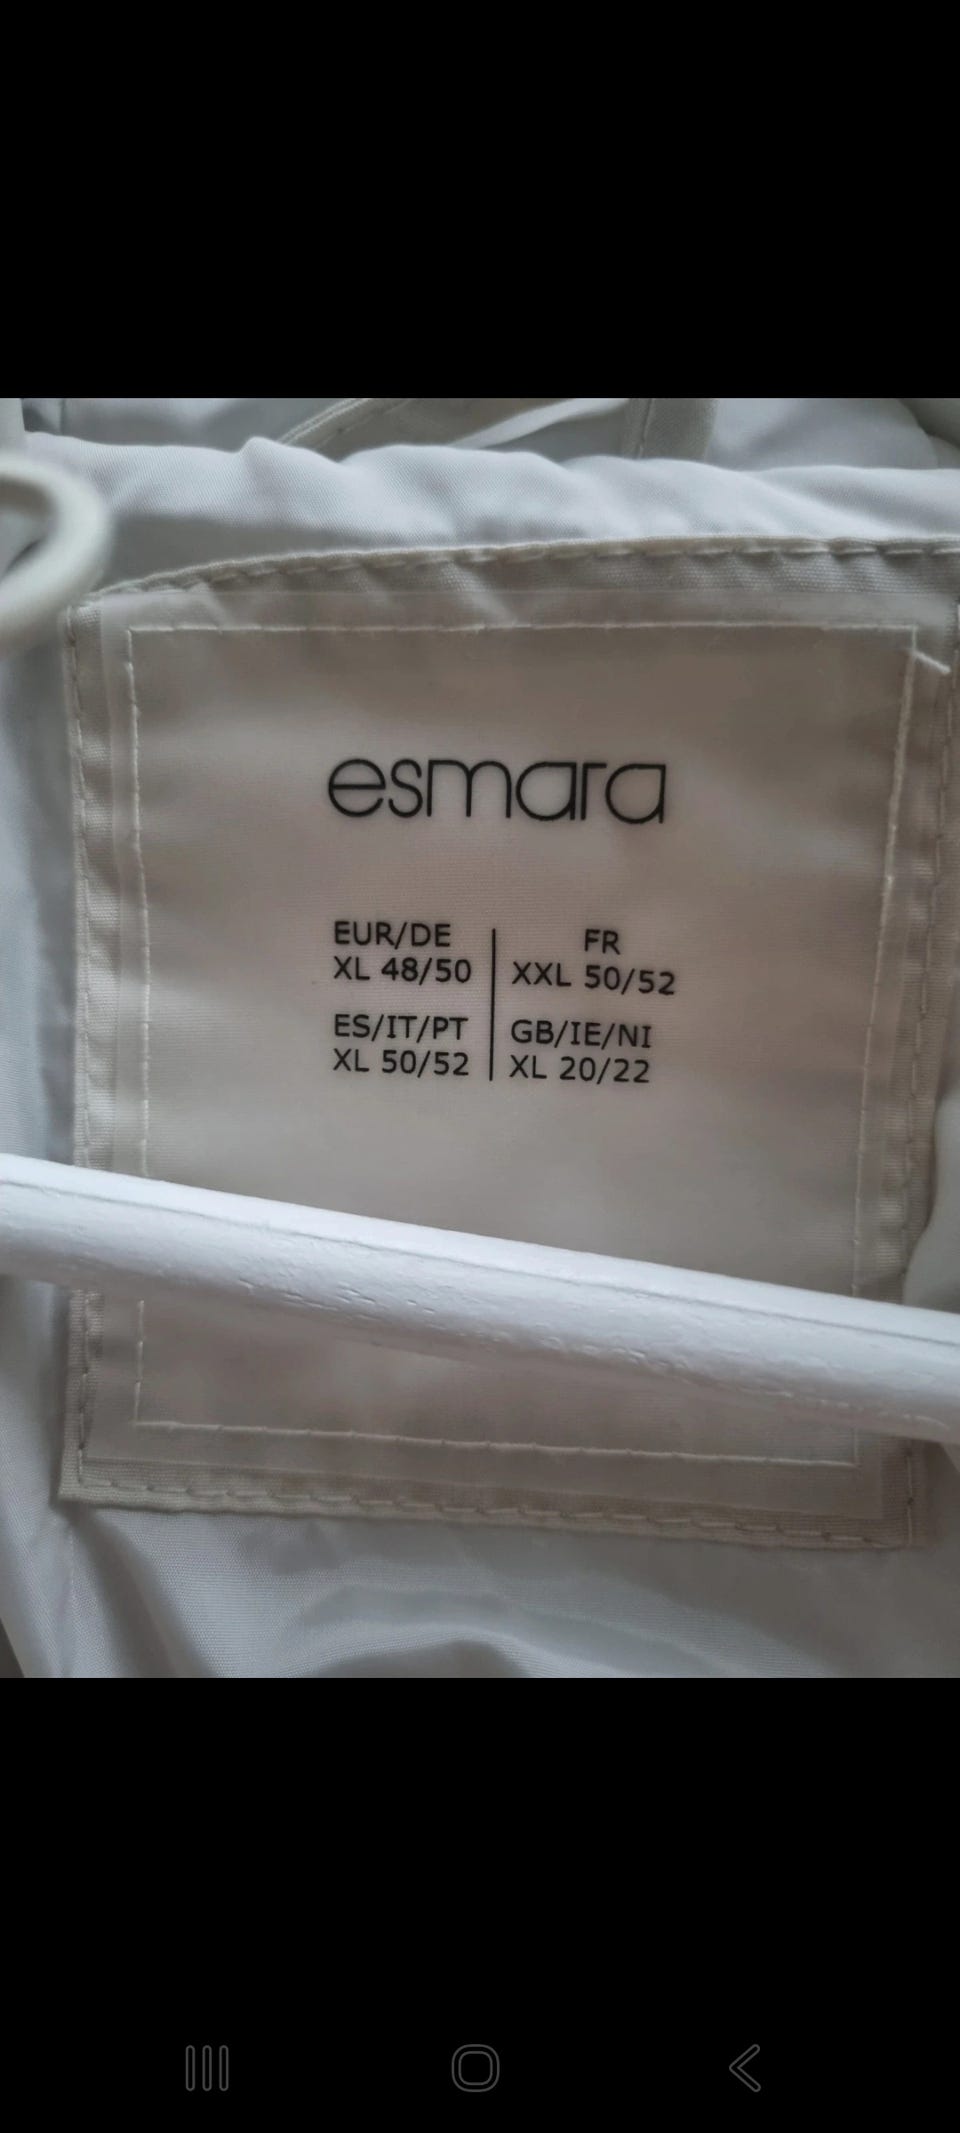 esmara
EUR/DE
XL 48/50
ES/IT/PT
XL 50/52
FR
XXL 50/52
GB/IE/NI
XL 20/22